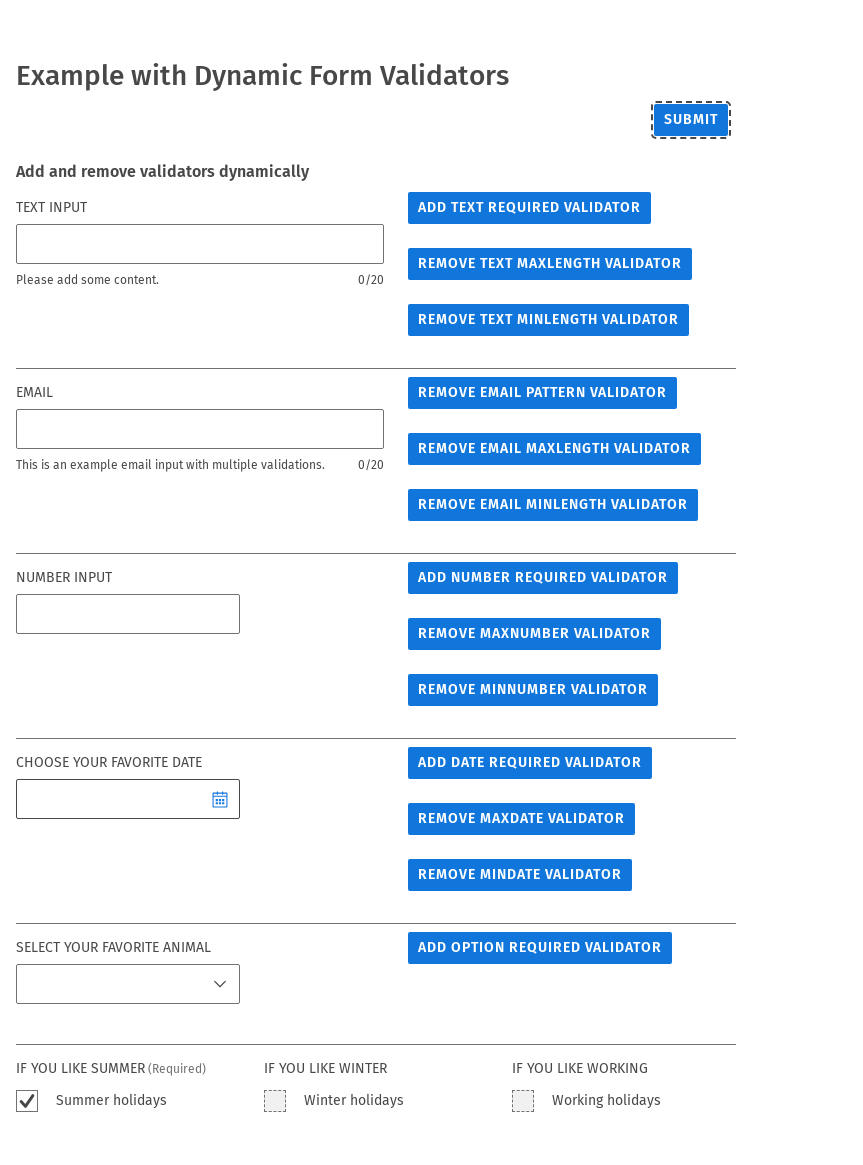 Example with Dynamic Form Validators
SUBMIT
Add and remove validators dynamically
TEXT INPUT
ADD TEXT REQUIRED VALIDATOR
REMOVE TEXT MAXLENGTH VALIDATOR
Please add some content. 0/20
REMOVE TEXT MINLENGTH VALIDATOR
EMAIL
REMOVE EMAIL PATTERN VALIDATOR
REMOVE EMAIL MAXLENGTH VALIDATOR
This is an example email input with multiple validations. 0/20
REMOVE EMAIL MINLENGTH VALIDATOR
NUMBER INPUT
ADD NUMBER REQUIRED VALIDATOR
REMOVE MAXNUMBER VALIDATOR
REMOVE MINNUMBER VALIDATOR
CHOOSE YOUR FAVORITE DATE
ADD DATE REQUIRED VALIDATOR
REMOVE MAXDATE VALIDATOR
REMOVE MINDATE VALIDATOR
SELECT YOUR FAVORITE ANIMAL
ADD OPTION REQUIRED VALIDATOR
IF YOU LIKE SUMMER (Required)
Summer holidays
IF YOU LIKE WINTER
Winter holidays
IF YOU LIKE WORKING
Working holidays